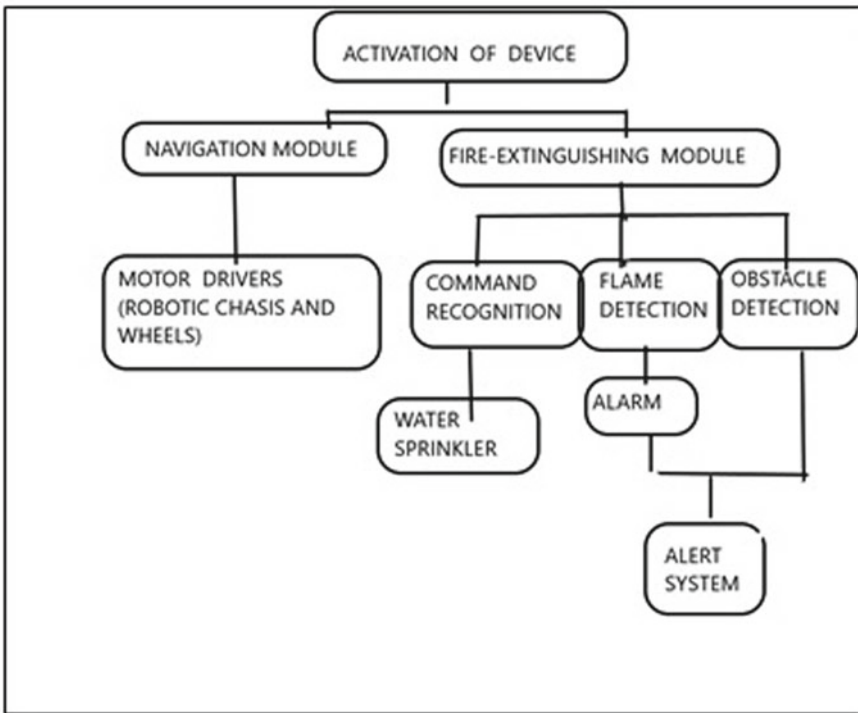 ACTIVATION OF DEVICE
NAVIGATION MODULE
FIRE-EXTINGUISHING MODULE
MOTOR DRIVERS
(ROBOTIC CHASIS AND
WHEELS)
COMMAND
RECOGNITION
FLAME
DETECTION
OBSTACLE
DETECTION
WATER
SPRINKLER
ALARM
ALERT
SYSTEM